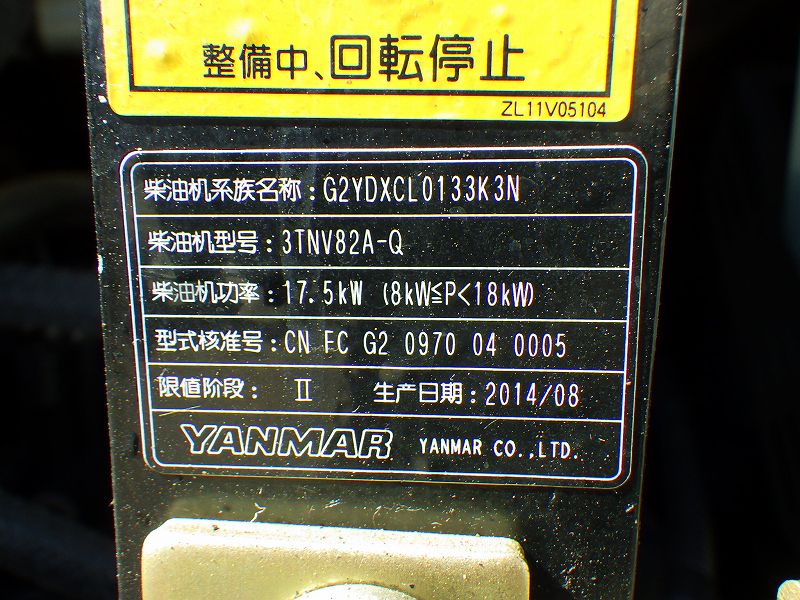 整備中、回転停止
ZL11V05104
柴油机系族名称：G2YDXCL0133K3N
柴油机型号：3TNV82A-Q
柴油机功率：17.5kW (8kW≦P<18kW)
型式核准号：CN FC G2 0970 04 0005
限值阶段： Ⅱ 生产日期：2014/08
YANMAR YANMAR CO.,LTD.